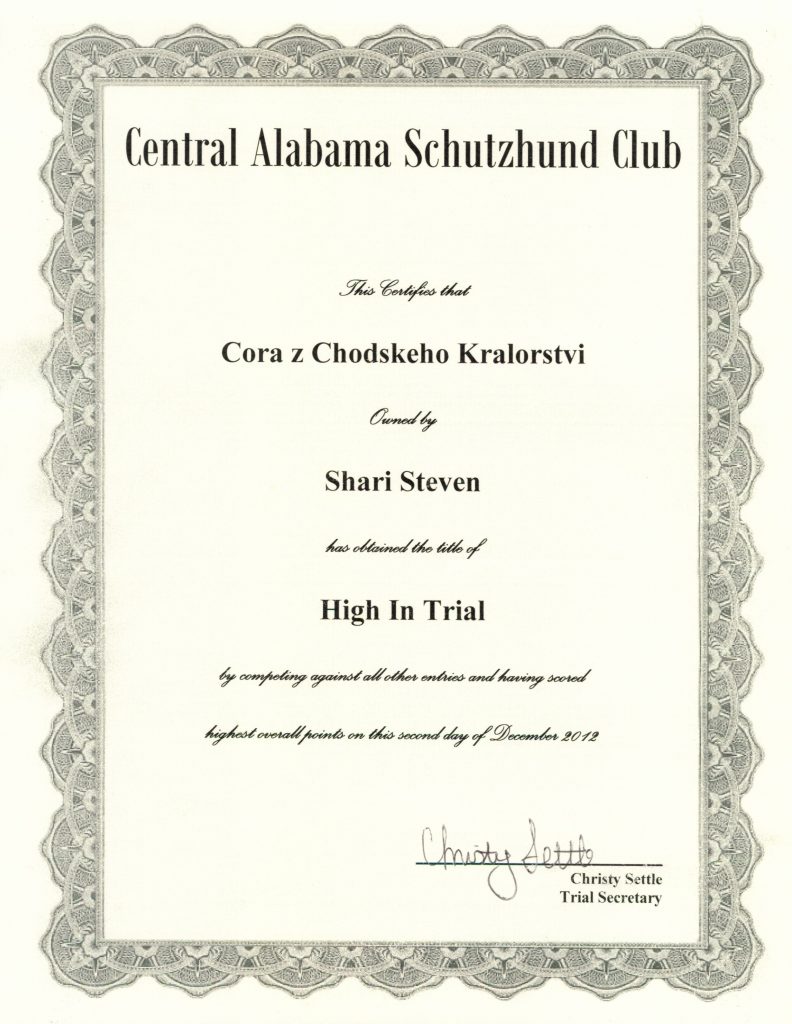 Central Alabama Schutzhund Club
This Certifies that
Cora z Chodskeho Kralorstvi
Owned by
Shari Steven
has obtained the title of
High In Trial
by competing against all other entries and having scored
highest overall points on this second day of December 2012
Christy Settle
Christy Settle
Trial Secretary